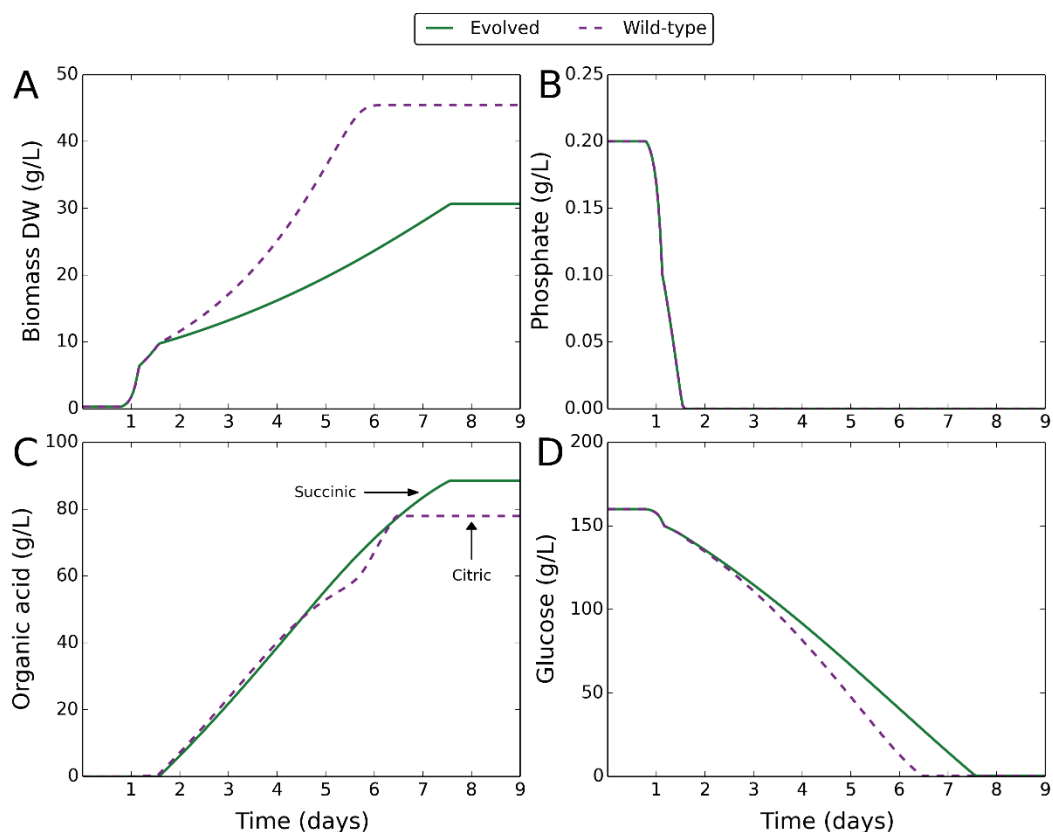 Evolved Wild-type
A
Biomass DW (g/L)
50
40
30
20
10
0
1 2 3 4 5 6 7 8 9
B
Phosphate (g/L)
0.25
0.20
0.15
0.10
0.05
0.00
1 2 3 4 5 6 7 8 9
C
Organic acid (g/L)
100
80
60
40
20
0
Succinic
Citric
1 2 3 4 5 6 7 8 9
Time (days)
D
Glucose (g/L)
200
150
100
50
0
1 2 3 4 5 6 7 8 9
Time (days)